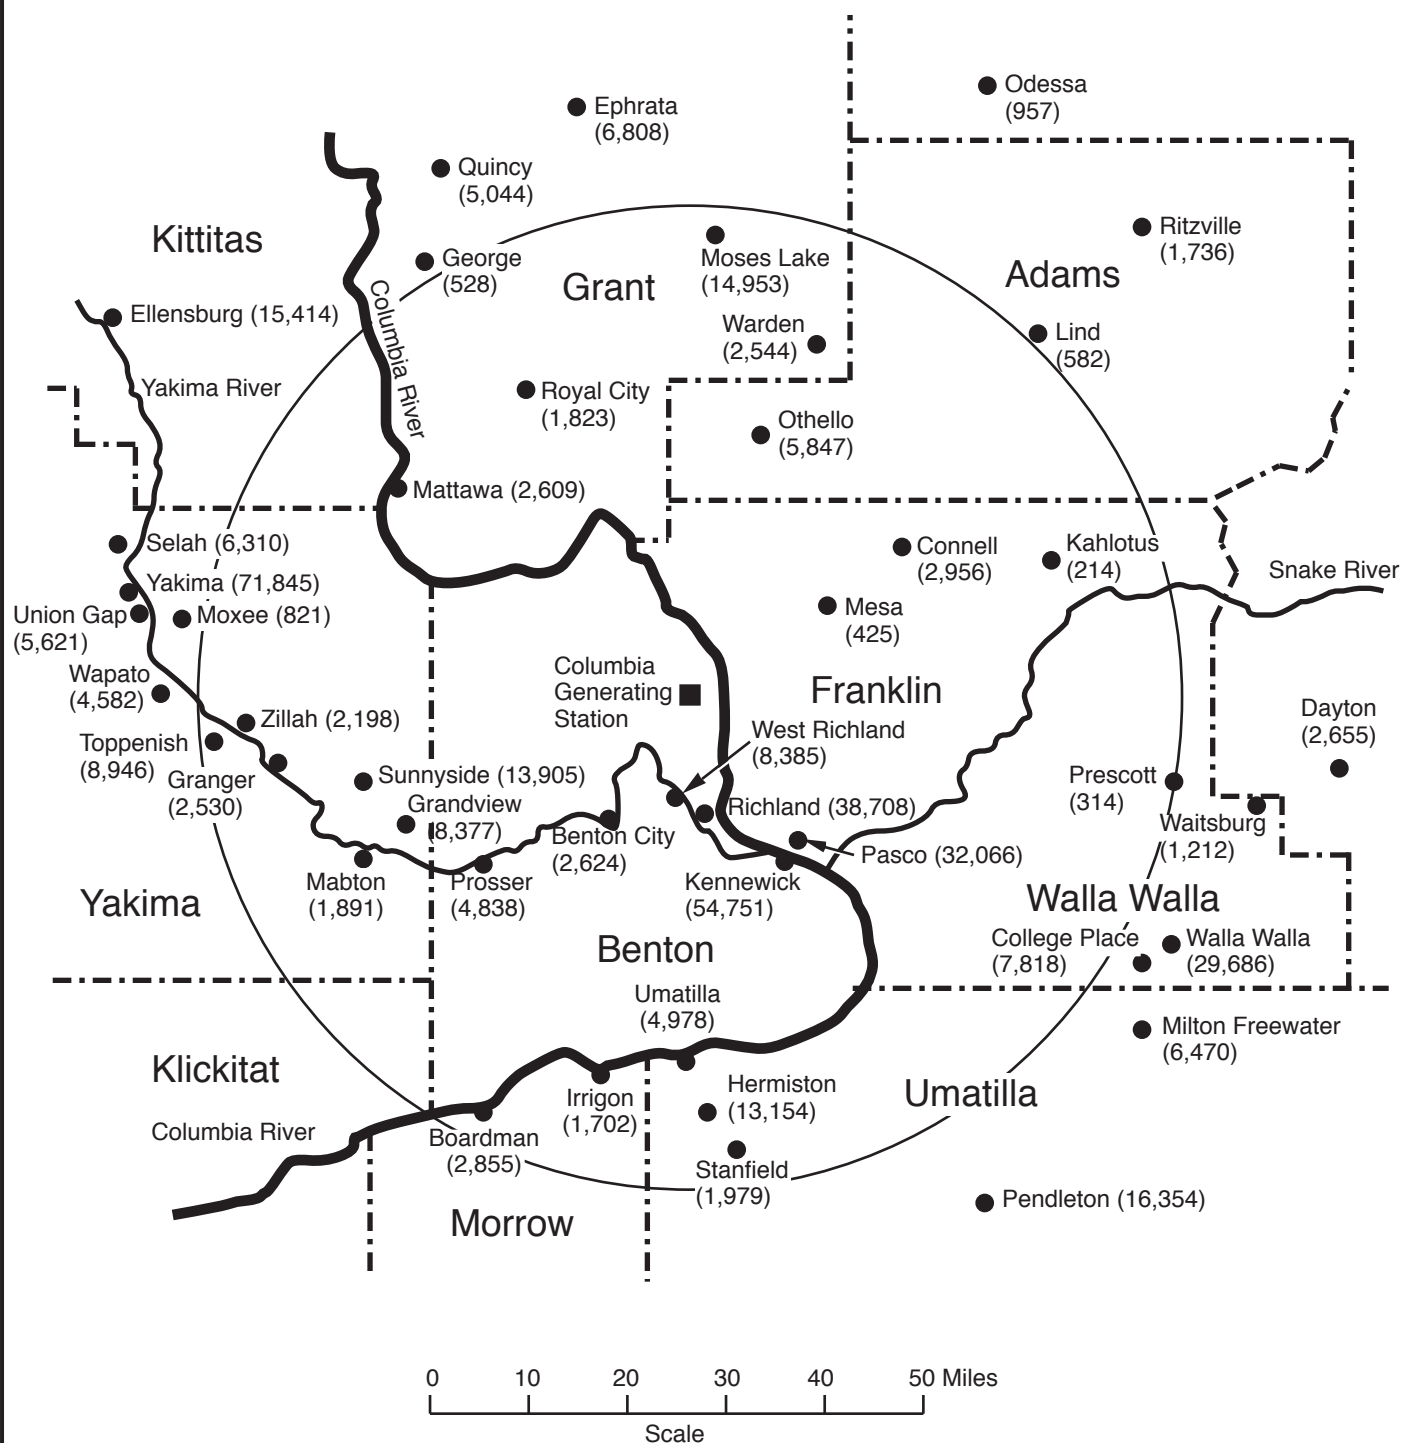 Odessa
(957)
Ephrata
(6,808)
Quincy
(5,044)
Kittitas
Ritzville
(1,736)
George
(528)
Moses Lake
(14,953)
Grant
Adams
Ellensburg (15,414)
Columbia River
Warden
(2,544)
Lind
(582)
Yakima River
Royal City
(1,823)
Othello
(5,847)
Mattawa (2,609)
Selah (6,310)
Connell
(2,956)
Kahlotus
(214)
Snake River
Yakima (71,845)
Union Gap
(5,621)
Moxee (821)
Mesa
(425)
Wapato
(4,582)
Columbia
Generating
Station
Franklin
Zillah (2,198)
West Richland
(8,385)
Dayton
(2,655)
Toppenish
(8,946)
Granger
(2,530)
Sunnyside (13,905)
Prescott
(314)
Grandview
(8,377)
Richland (38,708)
Benton City
(2,624)
Waitsburg
(1,212)
Pasco (32,066)
Mabton
(1,891)
Prosser
(4,838)
Kennewick
(54,751)
Yakima
Walla Walla
Benton
College Place
(7,818)
Walla Walla
(29,686)
Umatilla
(4,978)
Milton Freewater
(6,470)
Klickitat
Irrigon
(1,702)
Hermiston
(13,154)
Umatilla
Columbia River
Boardman
(2,855)
Stanfield
(1,979)
Pendleton (16,354)
Morrow
0 10 20 30 40 50 Miles
Scale